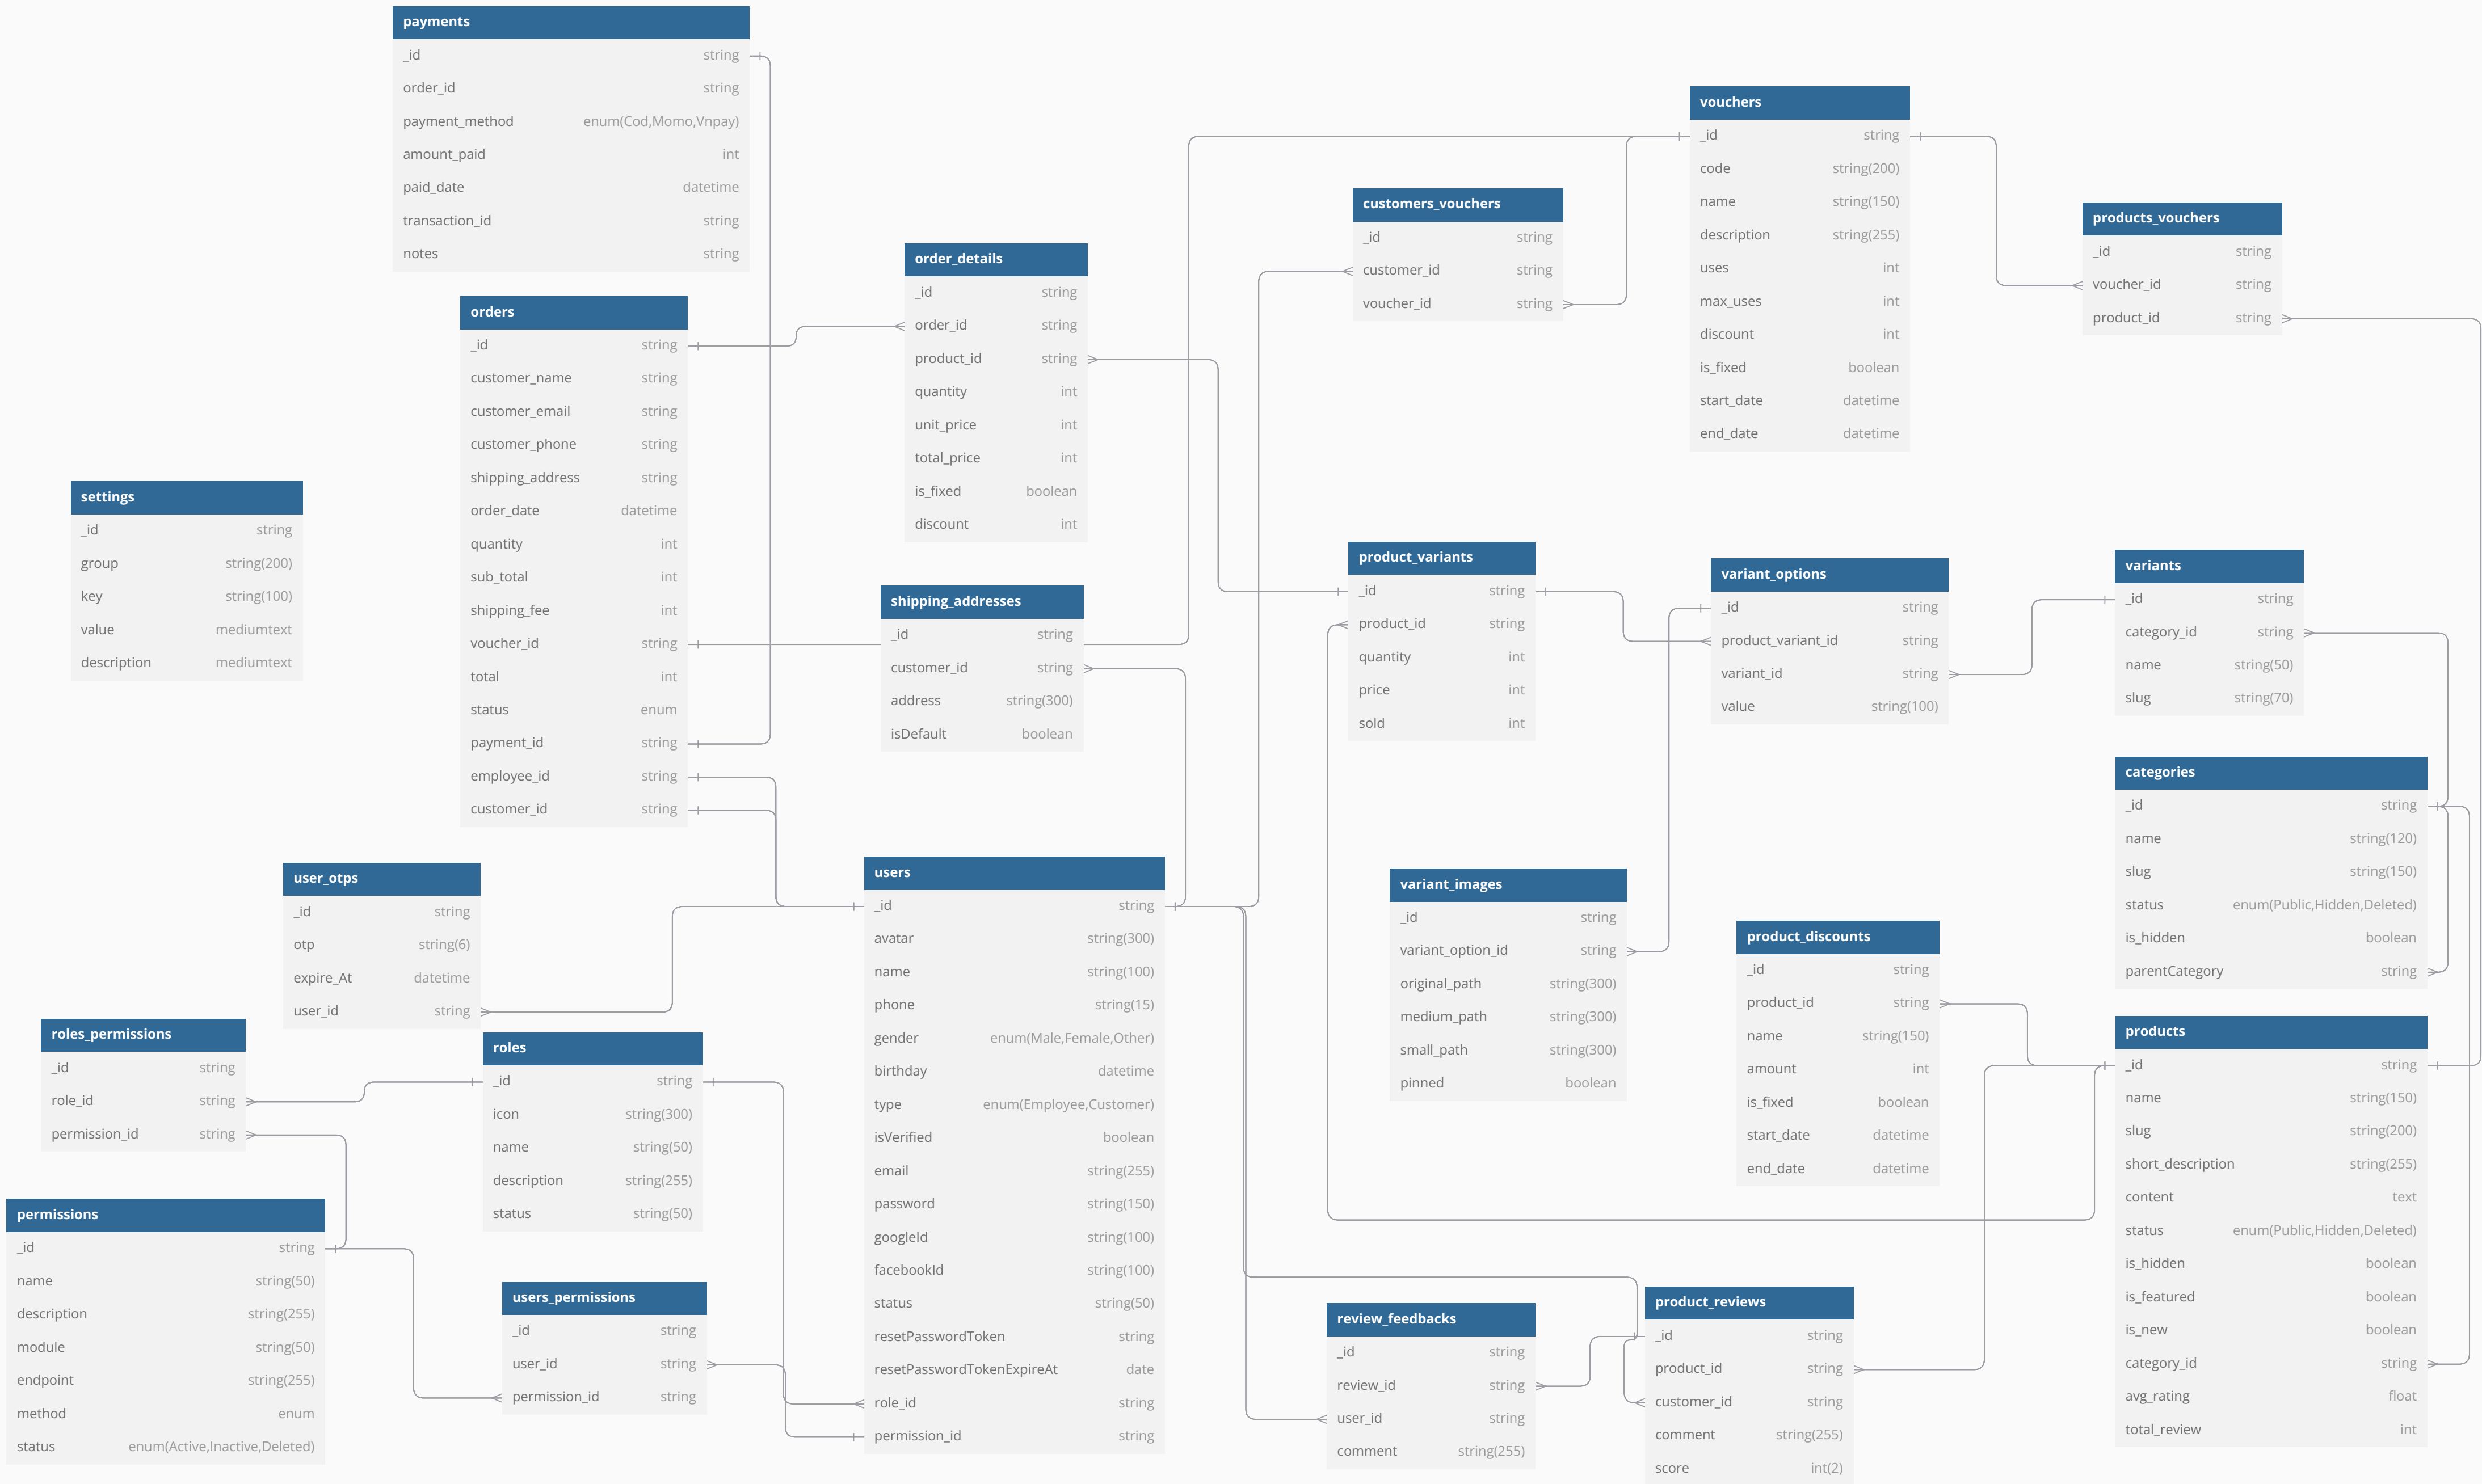 payments
_id string
order_id string
payment_method enum(Cod,Momo,Vnpay)
amount_paid int
paid_date datetime
transaction_id string
notes string
orders
_id string
customer_name string
customer_email string
customer_phone string
shipping_address string
order_date datetime
quantity int
sub_total int
shipping_fee int
voucher_id string
total int
status enum
payment_id string
employee_id string
customer_id string
order_details
_id string
order_id string
product_id string
quantity int
unit_price int
total_price int
is_fixed boolean
discount int
customers_vouchers
_id string
customer_id string
voucher_id string
vouchers
_id string
code string(200)
name string(150)
description string(255)
uses int
max_uses int
discount int
is_fixed boolean
start_date datetime
end_date datetime
products_vouchers
_id string
voucher_id string
product_id string
settings
_id string
group string(200)
key string(100)
value mediumtext
description mediumtext
shipping_addresses
_id string
customer_id string
address string(300)
isDefault boolean
product_variants
_id string
product_id string
quantity int
price int
sold int
variant_options
_id string
product_variant_id string
variant_id string
value string(100)
variants
_id string
category_id string
name string(50)
slug string(70)
categories
_id string
name string(120)
slug string(150)
status enum(Public,Hidden,Deleted)
is_hidden boolean
parentCategory string
user_otps
_id string
otp string(6)
expire_At datetime
user_id string
users
_id string
avatar string(300)
name string(100)
phone string(15)
gender enum(Male,Female,Other)
birthday datetime
type enum(Employee,Customer)
isVerified boolean
email string(255)
password string(150)
googleId string(100)
facebookId string(100)
status string(50)
resetPasswordToken string
resetPasswordTokenExpireAt date
role_id string
permission_id string
variant_images
_id string
variant_option_id string
original_path string(300)
medium_path string(300)
small_path string(300)
pinned boolean
product_discounts
_id string
product_id string
name string(150)
amount int
is_fixed boolean
start_date datetime
end_date datetime
products
_id string
name string(150)
slug string(200)
short_description string(255)
content text
status enum(Public,Hidden,Deleted)
is_hidden boolean
is_featured boolean
is_new boolean
category_id string
avg_rating float
total_review int
roles_permissions
_id string
role_id string
permission_id string
roles
_id string
icon string(300)
name string(50)
description string(255)
status string(50)
permissions
_id string
name string(50)
description string(255)
module string(50)
endpoint string(255)
method enum
status enum(Active,Inactive,Deleted)
users_permissions
_id string
user_id string
permission_id string
review_feedbacks
_id string
review_id string
user_id string
comment string(255)
product_reviews
_id string
product_id string
customer_id string
comment string(255)
score int(2)